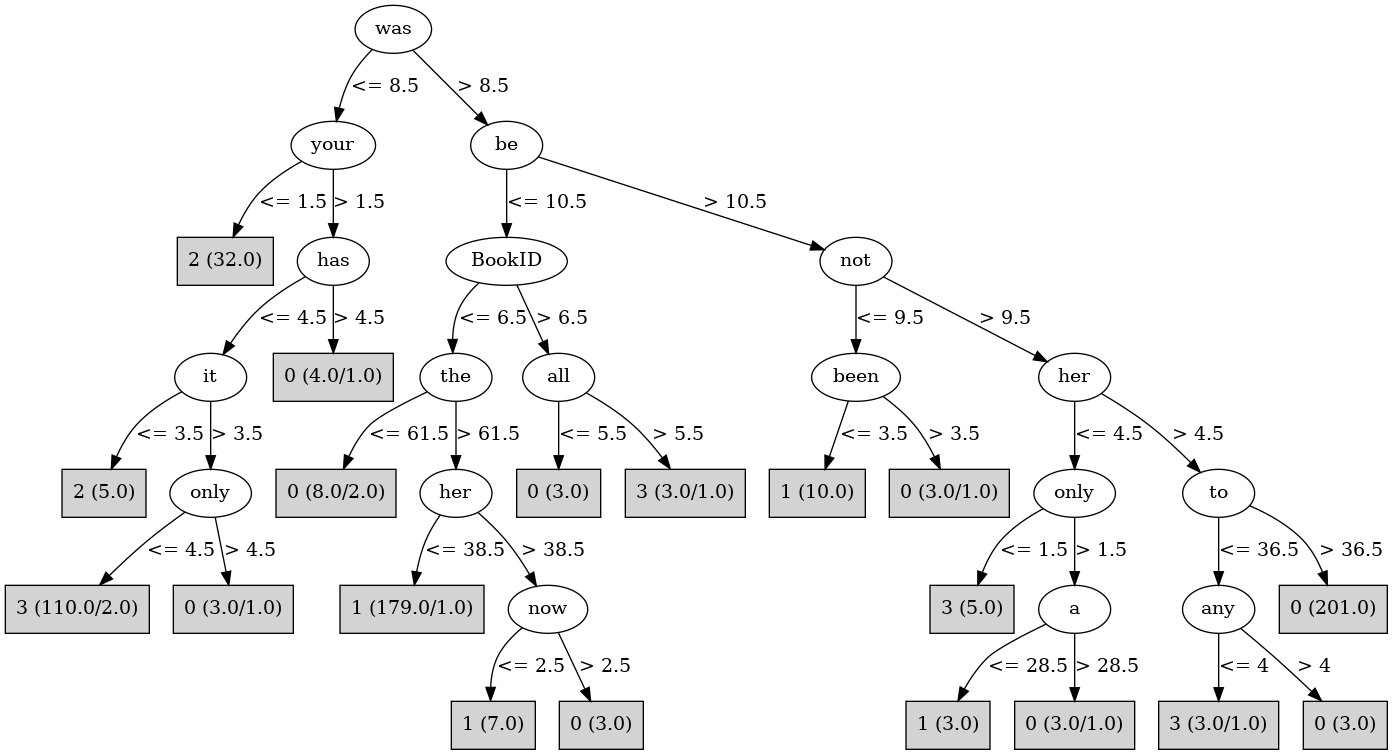 was
<= 8.5 > 8.5
your be
<= 1.5 > 1.5 <= 10.5 > 10.5
2 (32.0) has BookID not
<= 4.5 > 4.5 <= 6.5 > 6.5 <= 9.5 > 9.5
it 0 (4.0/1.0) the all been her
<= 3.5 > 3.5 <= 61.5 > 61.5 <= 5.5 > 5.5 <= 3.5 > 3.5 <= 4.5 > 4.5
2 (5.0) only 0 (8.0/2.0) her 0 (3.0) 3 (3.0/1.0) 1 (10.0) 0 (3.0/1.0) only to
<= 4.5 > 4.5 <= 38.5 > 38.5 <= 1.5 > 1.5 <= 36.5 > 36.5
3 (110.0/2.0) 0 (3.0/1.0) 1 (179.0/1.0) now 3 (5.0) a any 0 (201.0)
<= 2.5 > 2.5 <= 28.5 > 28.5 <= 4 > 4
1 (7.0) 0 (3.0) 1 (3.0) 0 (3.0/1.0) 3 (3.0/1.0) 0 (3.0)